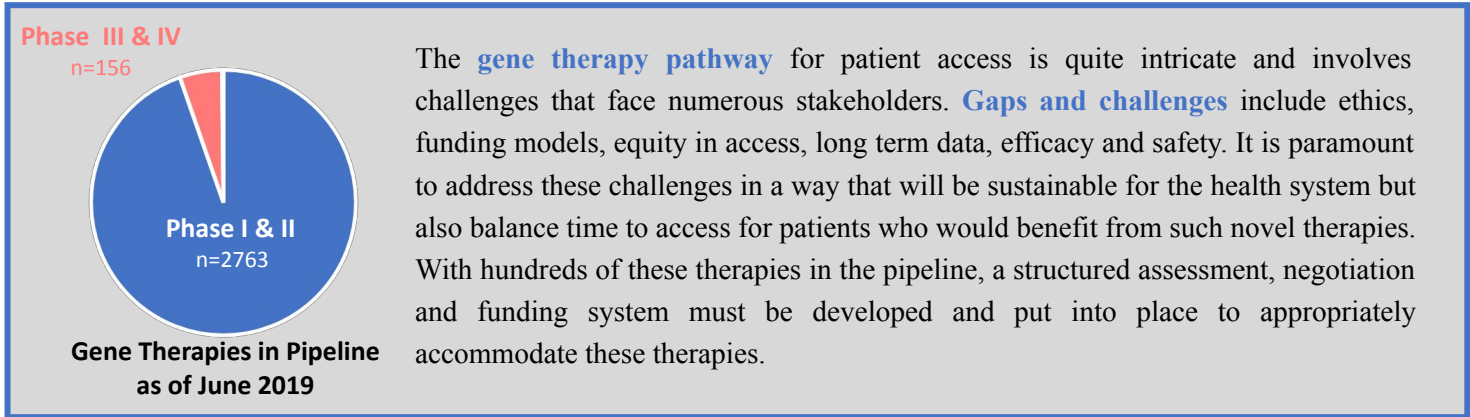 Phase III & IV
n=156
Phase I & II
n=2763
Gene Therapies in Pipeline
as of June 2019
The gene therapy pathway for patient access is quite intricate and involves
challenges that face numerous stakeholders. Gaps and challenges include ethics,
funding models, equity in access, long term data, efficacy and safety. It is paramount
to address these challenges in a way that will be sustainable for the health system but
also balance time to access for patients who would benefit from such novel therapies.
With hundreds of these therapies in the pipeline, a structured assessment, negotiation
and funding system must be developed and put into place to appropriately
accommodate these therapies.